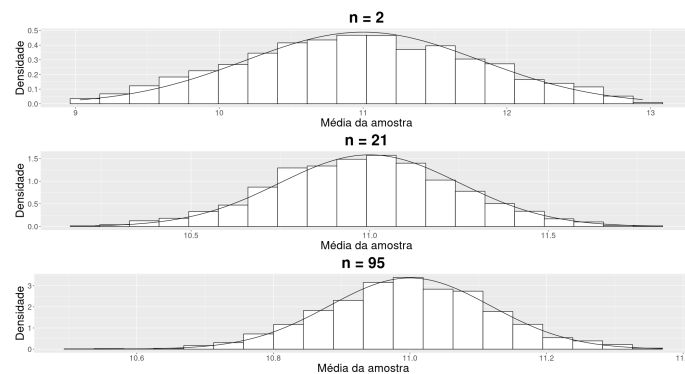 n = 2
Densidade
0.5
0.4
0.3
0.2
0.1
0.0
9 10 11 12 13
Média da amostra
n = 21
Densidade
1.5
1.0
0.5
0.0
10.5 11.0 11.5
Média da amostra
n = 95
Densidade
3
2
1
0
10.6 10.8 11.0 11.2
Média da amostra